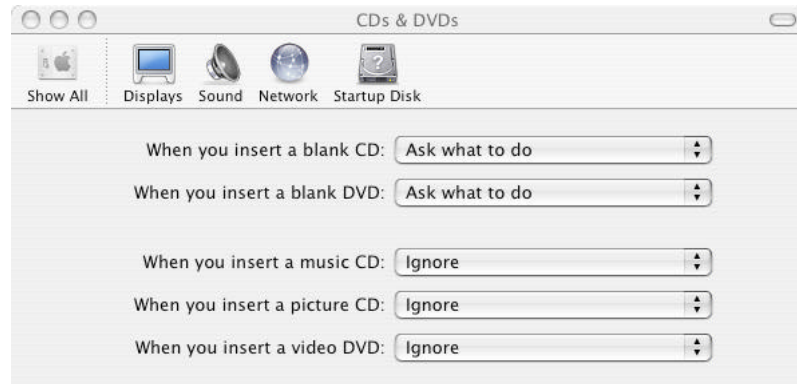 CDs & DVDs
Show All Displays Sound Network Startup Disk
When you insert a blank CD: Ask what to do
When you insert a blank DVD: Ask what to do
When you insert a music CD: Ignore
When you insert a picture CD: Ignore
When you insert a video DVD: Ignore